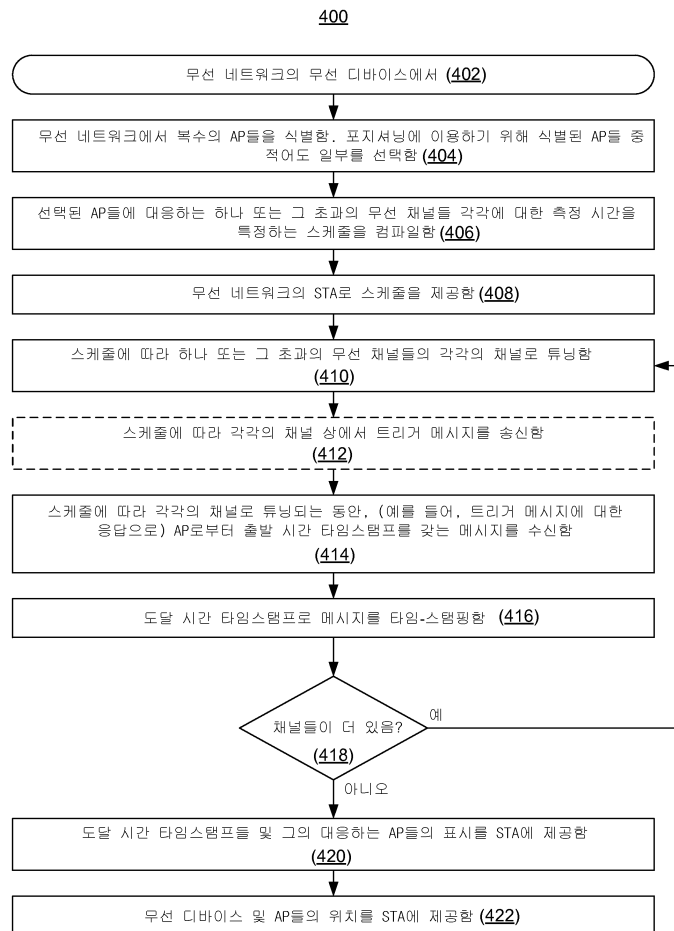 400
무선 네트워크의 무선 디바이스에서 (402)
무선 네트워크에서 복수의 AP들을 식별함. 포지셔닝에 이용하기 위해 식별된 AP들 중
적어도 일부를 선택함 (404)
선택된 AP들에 대응하는 하나 또는 그 초과의 무선 채널들 각각에 대한 측정 시간을
특정하는 스케줄을 컴파일함 (406)
무선 네트워크의 STA로 스케줄을 제공함 (408)
스케줄에 따라 하나 또는 그 초과의 무선 채널들의 각각의 채널로 튜닝함
(410)
스케줄에 따라 각각의 채널 상에서 트리거 메시지를 송신함
(412)
스케줄에 따라 각각의 채널로 튜닝되는 동안, (예를 들어, 트리거 메시지에 대한
응답으로) AP로부터 출발 시간 타임스탬프를 갖는 메시지를 수신함
(414)
도달 시간 타임스탬프로 메시지를 타임-스탬핑함 (416)
채널들이 더 있음?
(418)
예
아니오
도달 시간 타임스탬프들 및 그의 대응하는 AP들의 표시를 STA에 제공함
(420)
무선 디바이스 및 AP들의 위치를 STA에 제공함 (422)